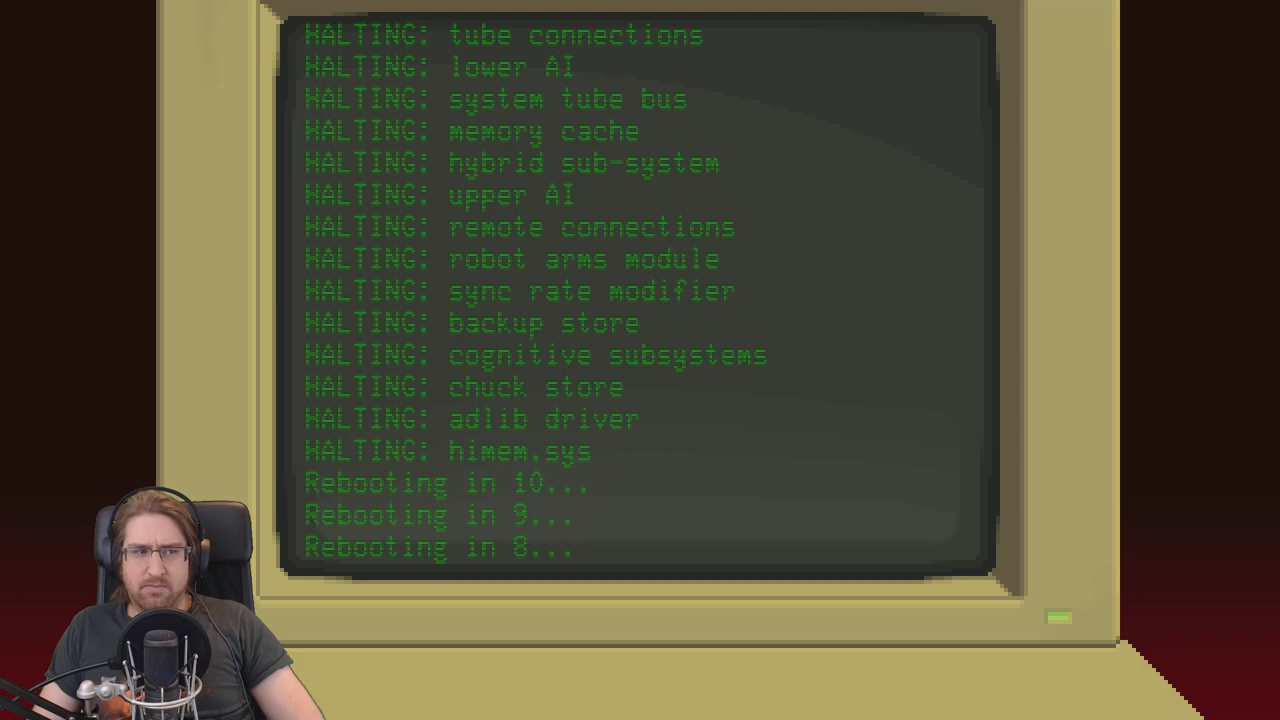 HALTING: tube connections
HALTING: lower AI
HALTING: system tube bus
HALTING: memory cache
HALTING: hybrid sub-system
HALTING: upper AI
HALTING: remote connections
HALTING: robot arms module
HALTING: sync rate modifier
HALTING: backup store
HALTING: cognitive subsystems
HALTING: chuck store
HALTING: adlib driver
HALTING: himem.sys
Rebooting in 10...
Rebooting in 9...
Rebooting in 8...